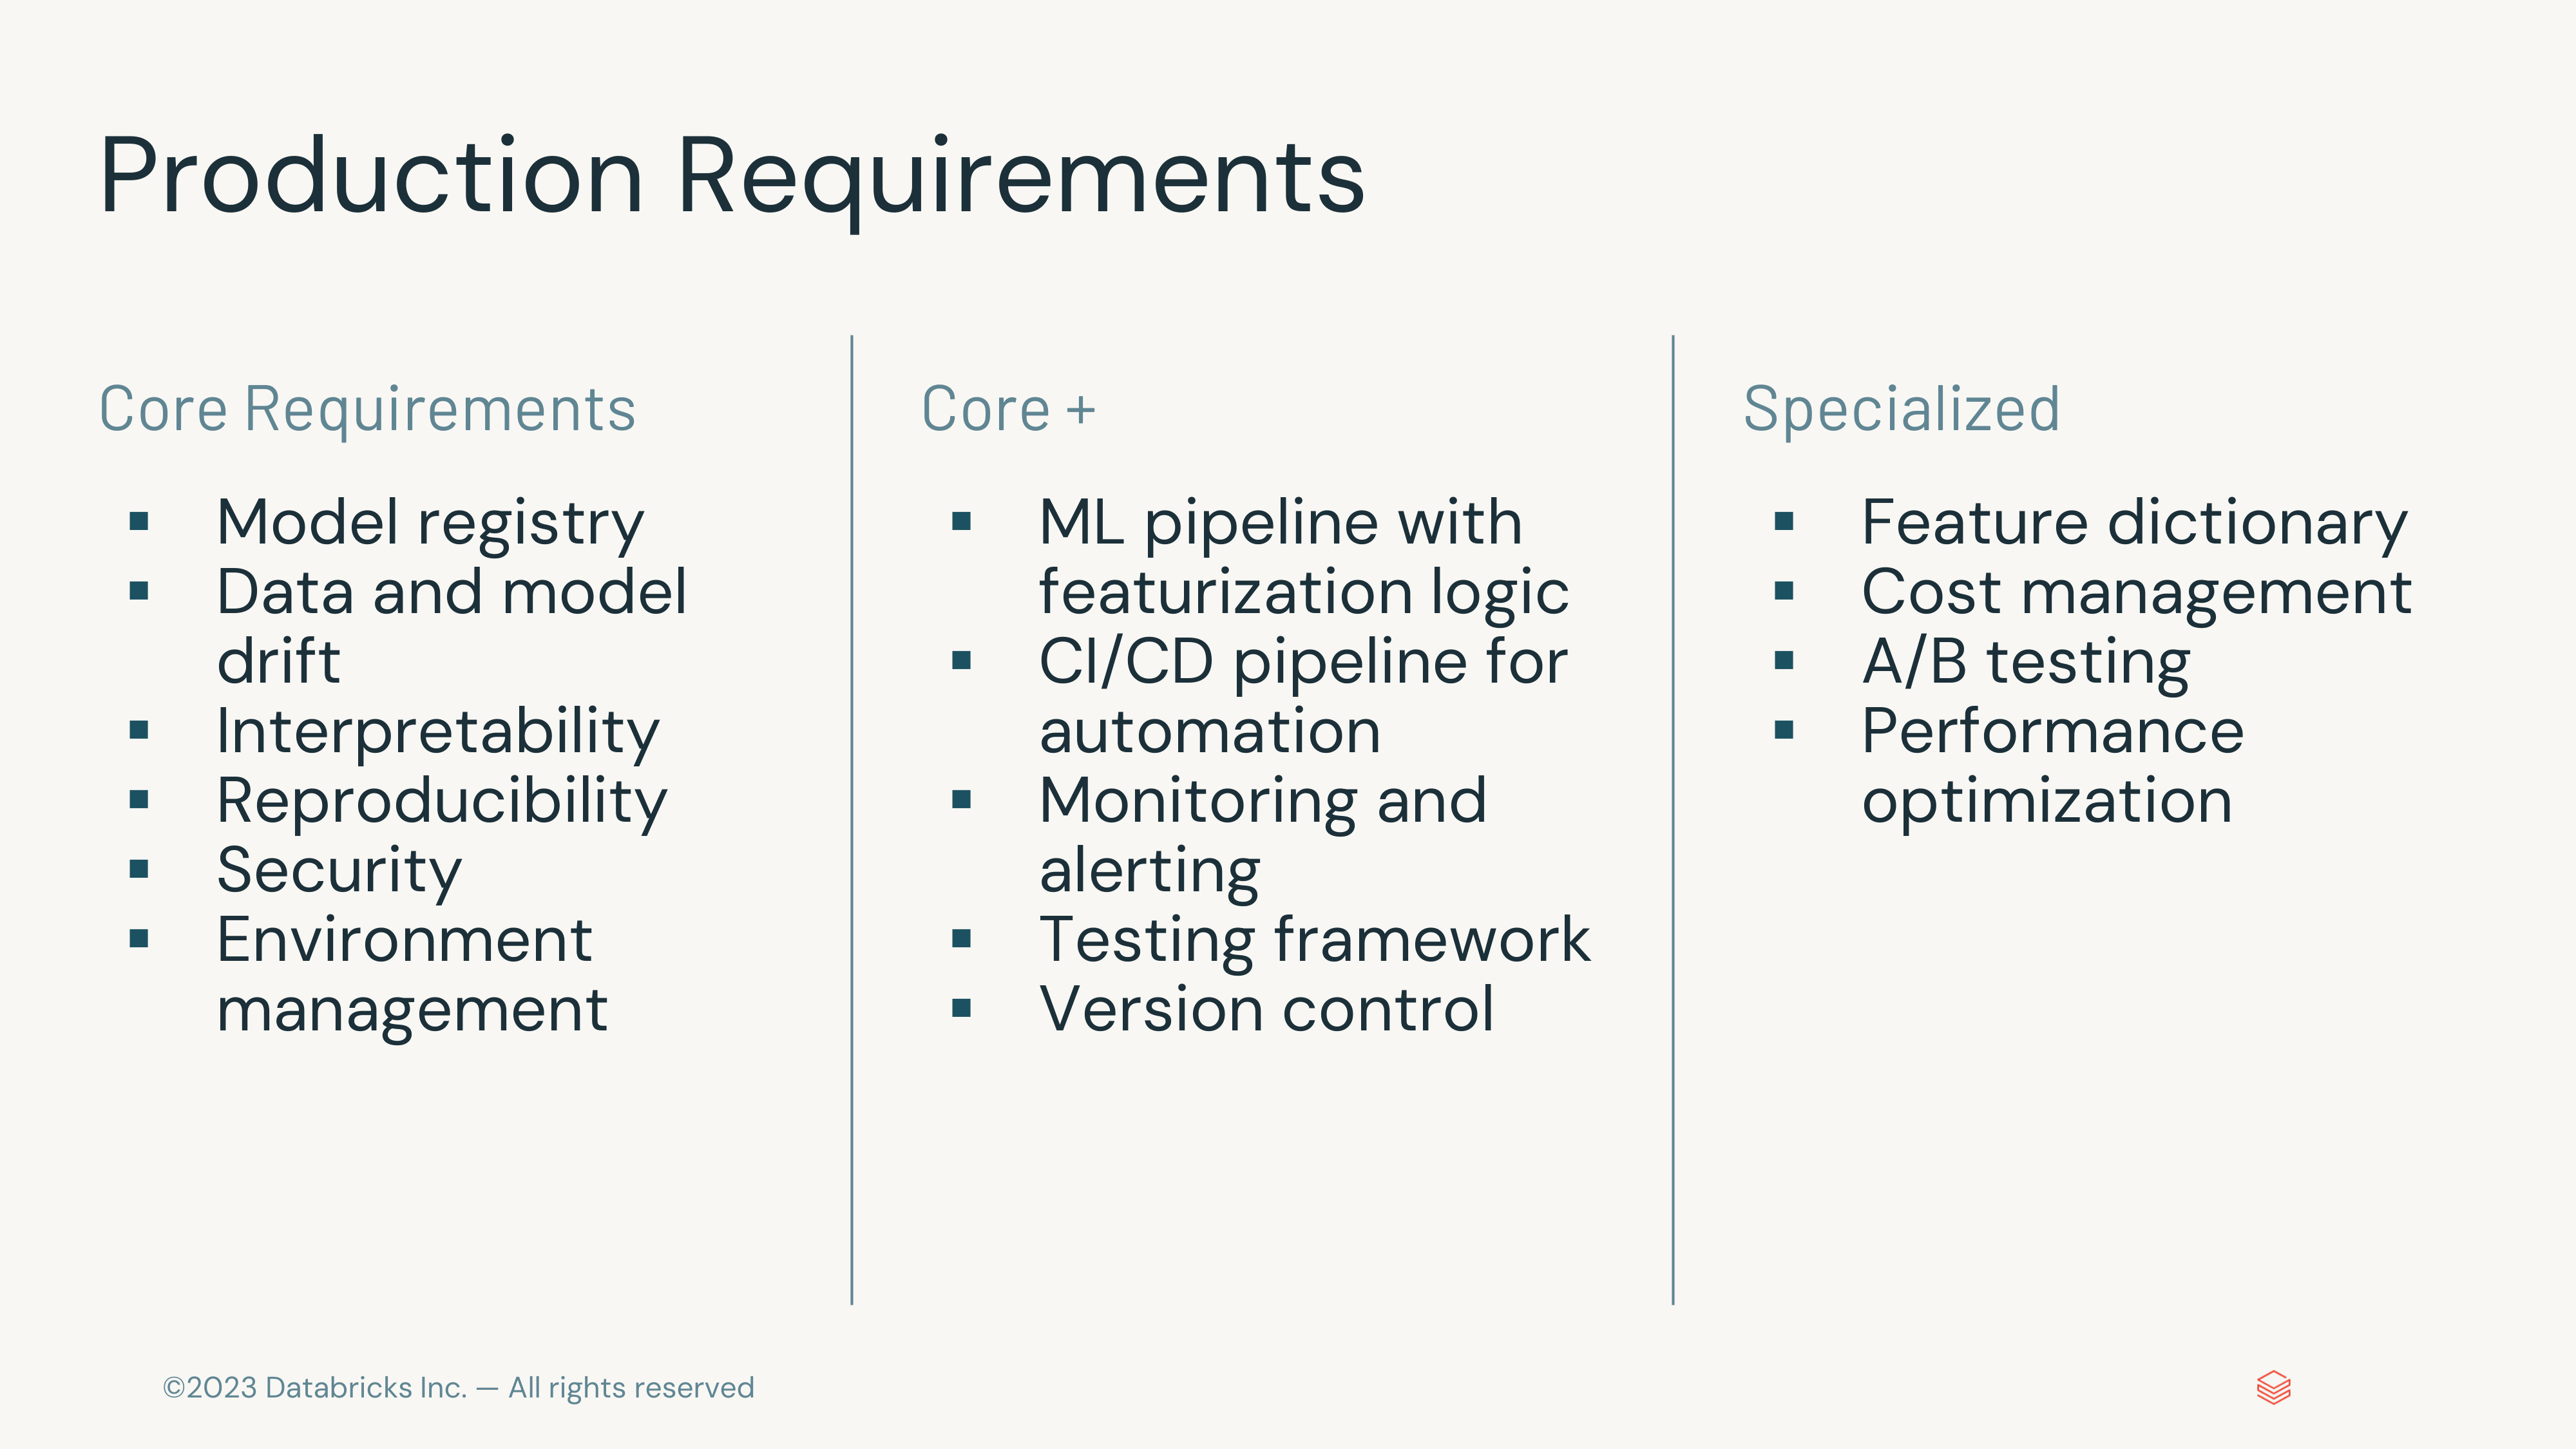 Production Requirements
Core Requirements
▪ Model registry
▪ Data and model
drift
▪ Interpretability
▪ Reproducibility
▪ Security
▪ Environment
management
Core +
▪ ML pipeline with
featurization logic
▪ CI/CD pipeline for
automation
▪ Monitoring and
alerting
▪ Testing framework
▪ Version control
Specialized
▪ Feature dictionary
▪ Cost management
▪ A/B testing
▪ Performance
optimization
©2023 Databricks Inc. — All rights reserved